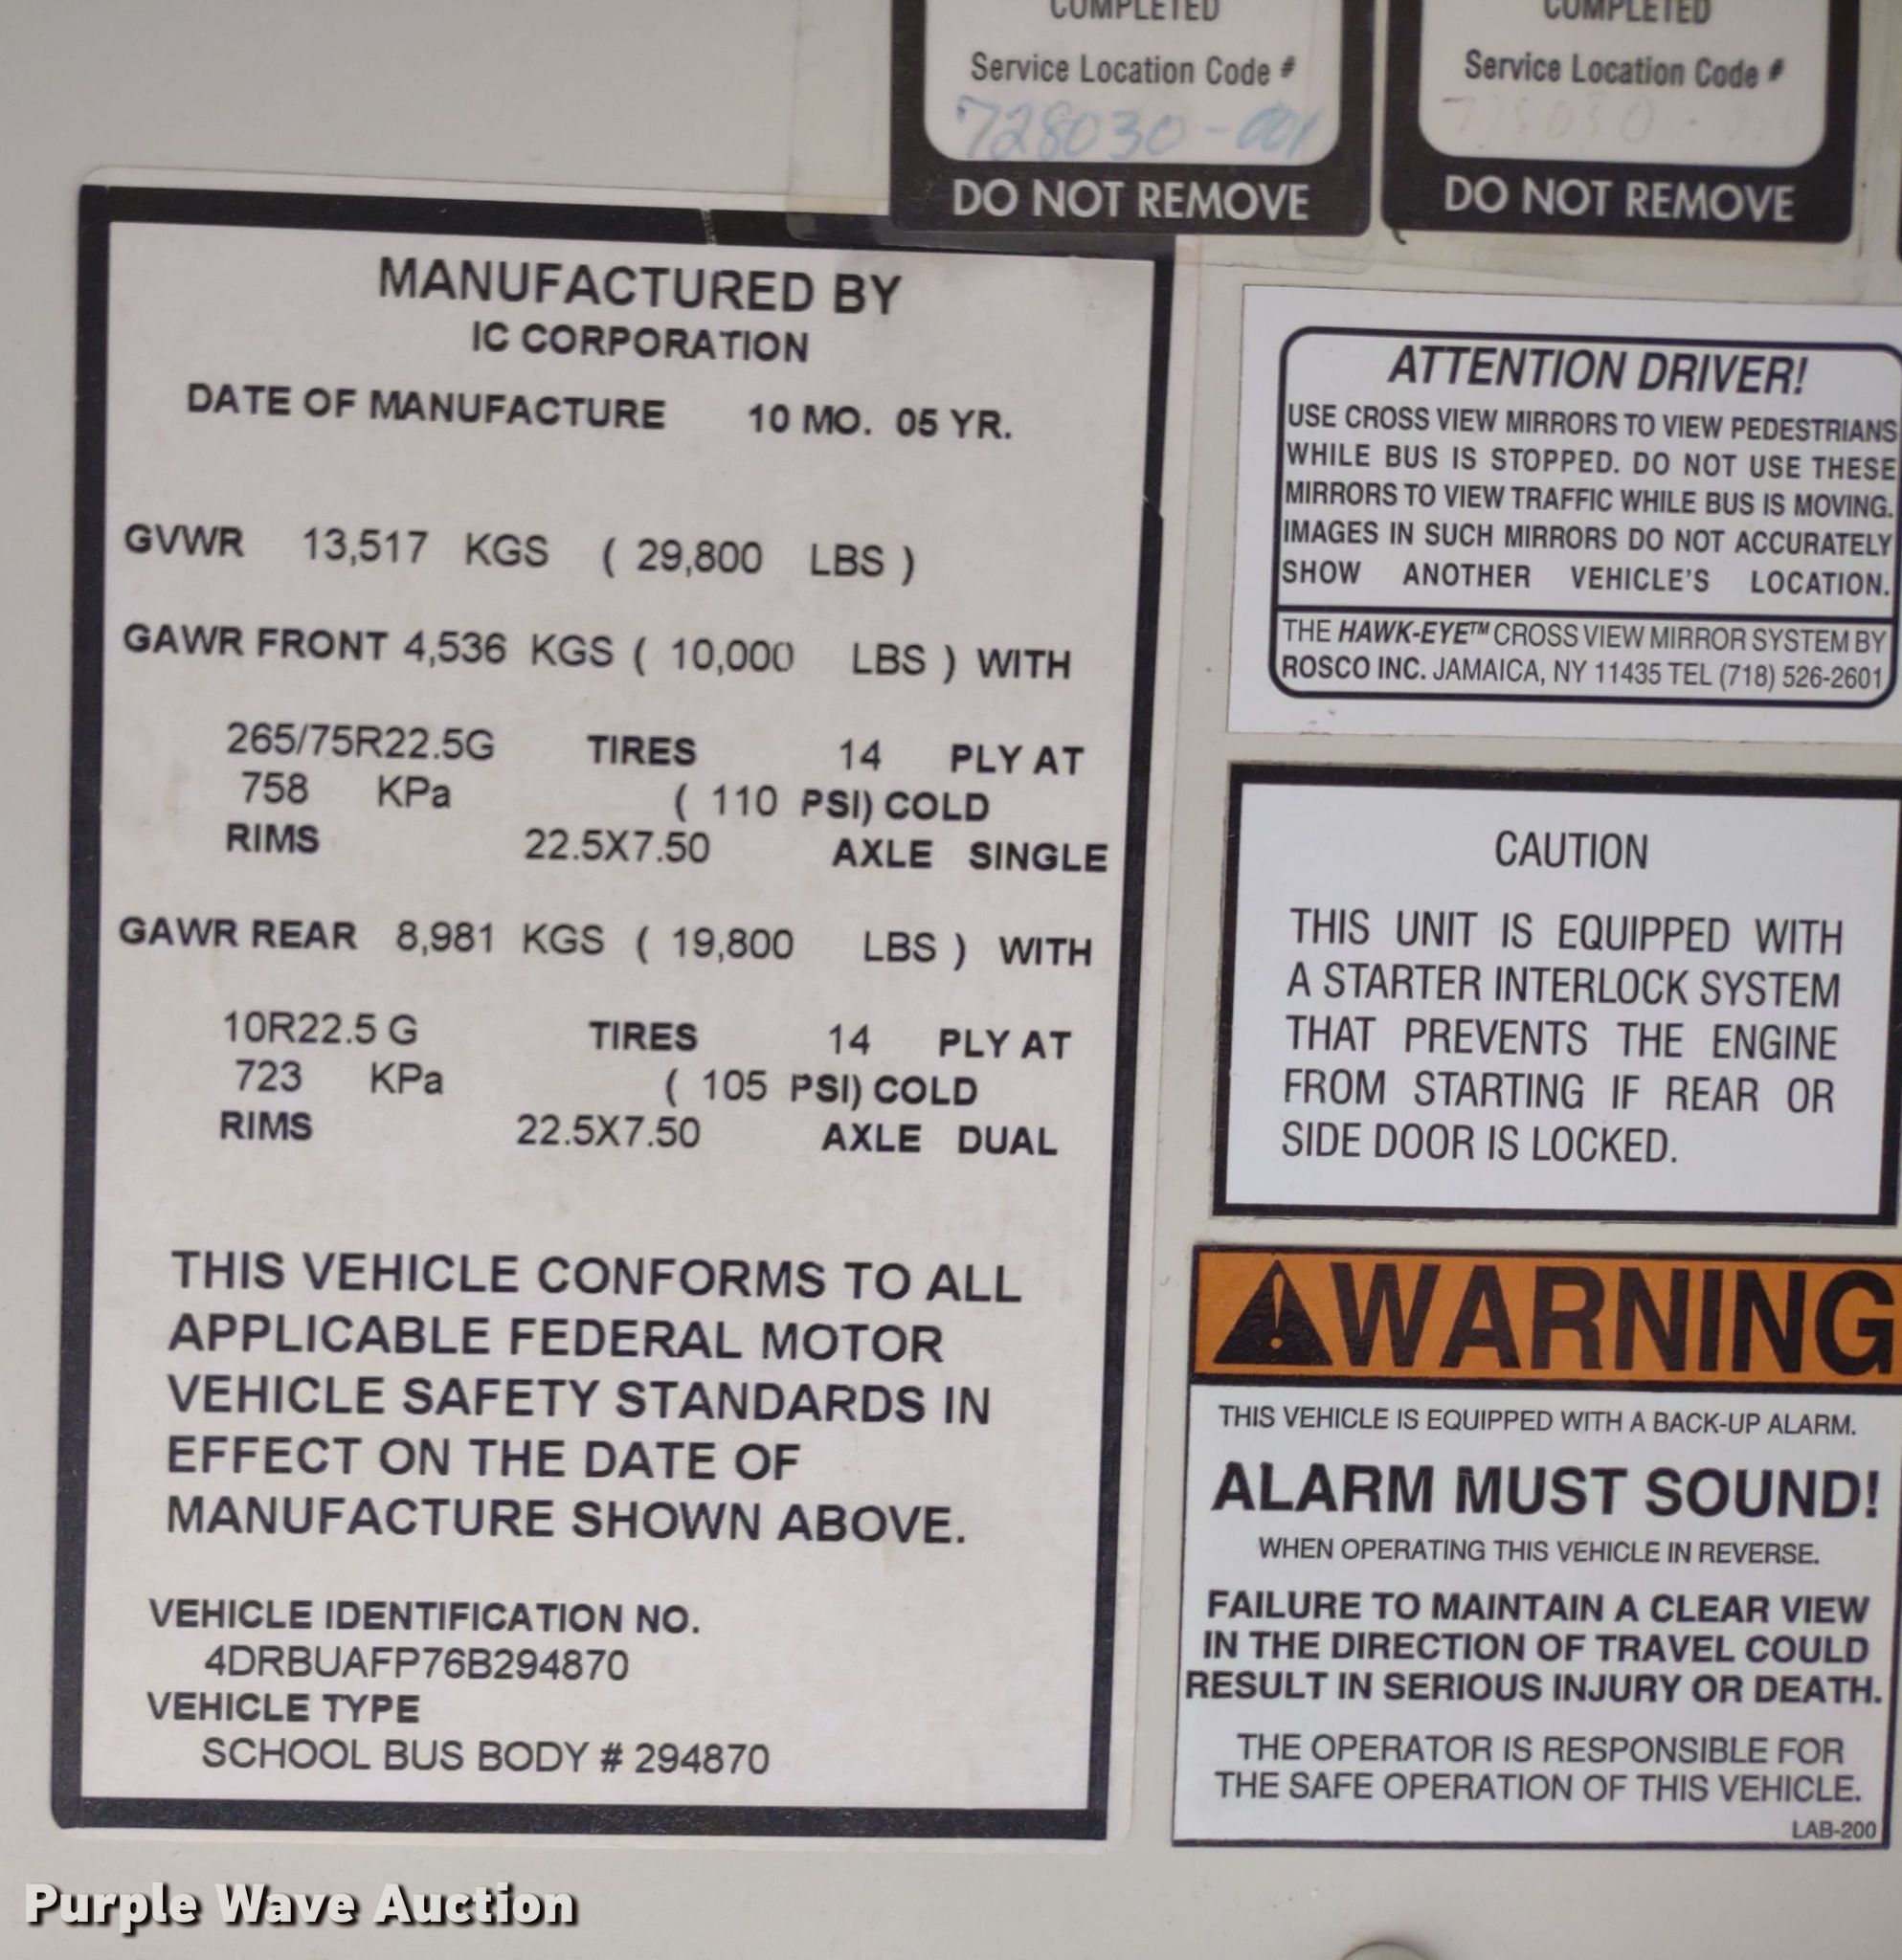 COMPLETED
Service Location Code #
728030-001
DO NOT REMOVE
COMPLETED
Service Location Code #
DO NOT REMOVE
MANUFACTURED BY
IC CORPORATION
DATE OF MANUFACTURE 10 MO. 05 YR.
GVWR 13,517 KGS ( 29,800 LBS )
GAWR FRONT 4,536 KGS ( 10,000 LBS ) WITH
265/75R22.5G TIRES 14 PLY AT
758 KPa ( 110 PSI) COLD
RIMS 22.5X7.50 AXLE SINGLE
GAWR REAR 8,981 KGS ( 19,800 LBS ) WITH
10R22.5 G TIRES 14 PLY AT
723 KPa ( 105 PSI) COLD
RIMS 22.5X7.50 AXLE DUAL
THIS VEHICLE CONFORMS TO ALL
APPLICABLE FEDERAL MOTOR
VEHICLE SAFETY STANDARDS IN
EFFECT ON THE DATE OF
MANUFACTURE SHOWN ABOVE.
VEHICLE IDENTIFICATION NO.
4DRBUAFP76B294870
VEHICLE TYPE
SCHOOL BUS BODY # 294870
ATTENTION DRIVER!
USE CROSS VIEW MIRRORS TO VIEW PEDESTRIANS
WHILE BUS IS STOPPED. DO NOT USE THESE
MIRRORS TO VIEW TRAFFIC WHILE BUS IS MOVING.
IMAGES IN SUCH MIRRORS DO NOT ACCURATELY
SHOW ANOTHER VEHICLE'S LOCATION.
THE HAWK-EYE™ CROSS VIEW MIRROR SYSTEM BY
ROSCO INC. JAMAICA, NY 11435 TEL (718) 526-2601
CAUTION
THIS UNIT IS EQUIPPED WITH
A STARTER INTERLOCK SYSTEM
THAT PREVENTS THE ENGINE
FROM STARTING IF REAR OR
SIDE DOOR IS LOCKED.
WARNING
THIS VEHICLE IS EQUIPPED WITH A BACK-UP ALARM.
ALARM MUST SOUND!
WHEN OPERATING THIS VEHICLE IN REVERSE.
FAILURE TO MAINTAIN A CLEAR VIEW
IN THE DIRECTION OF TRAVEL COULD
RESULT IN SERIOUS INJURY OR DEATH.
THE OPERATOR IS RESPONSIBLE FOR
THE SAFE OPERATION OF THIS VEHICLE.
LAB-200
Purple Wave Auction